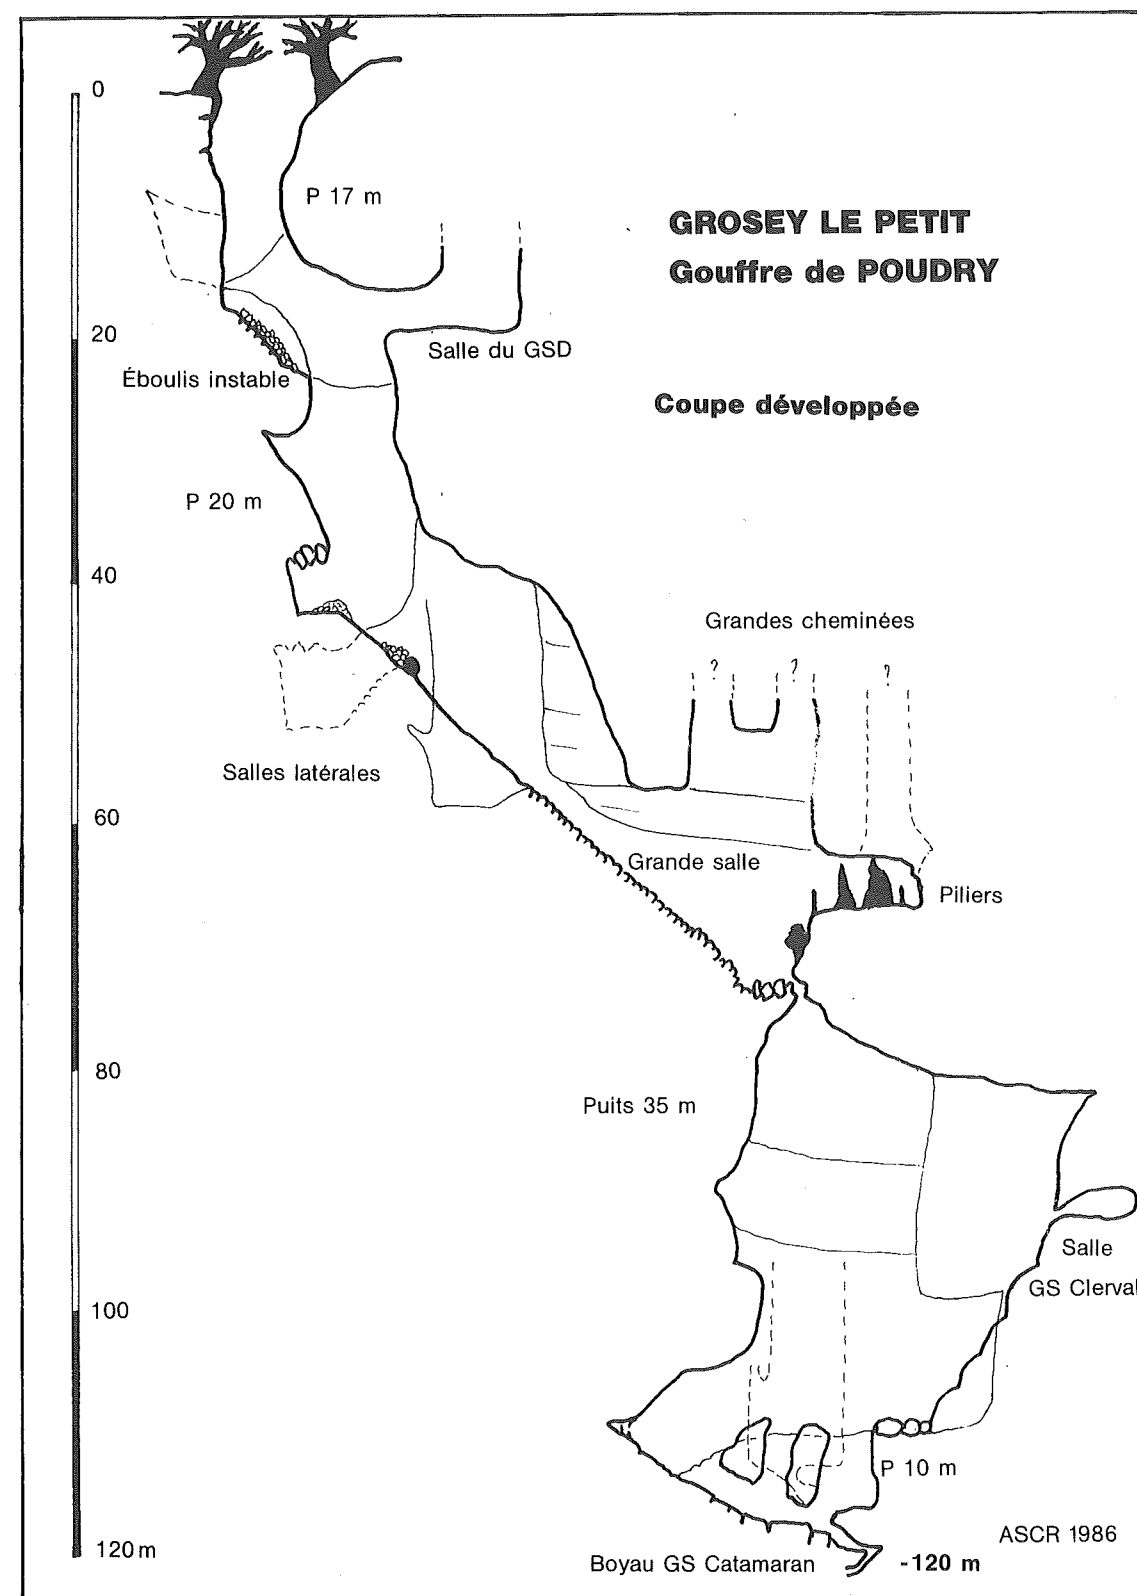 0
P 17 m
GROSEY LE PETIT
Gouffre de POUDRY
20
Salle du GSD
Éboulis instable
Coupe développée
P 20 m
40
Grandes cheminées
? ? ?
Salles latérales
60
Grande salle
Piliers
80
Puits 35 m
Salle
GS Clerval
100
P 10 m
ASCR 1986
120 m
Boyau GS Catamaran
-120 m